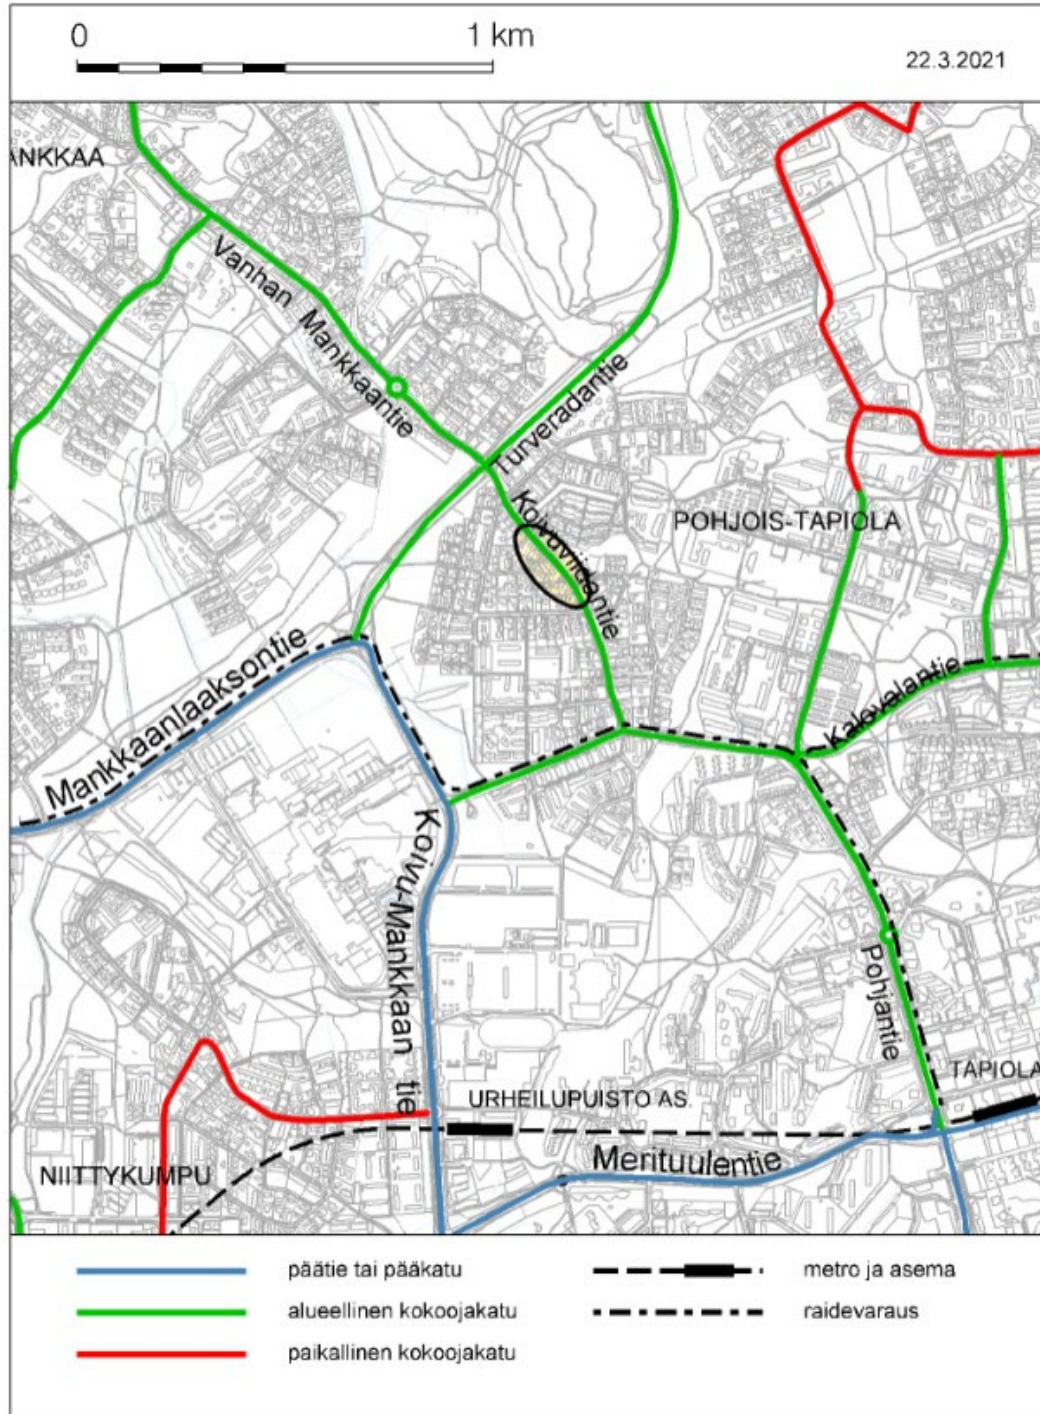 0
1 km
22.3.2021
ANKKAA
Vanhan Mankkaantie
Turveradantie
Koivuviidantie
POHJOIS-TAPIOLA
Mankkaanlaaksontie
Kalevalantie
Koivu-Mankkaan tie
Pohjantie
TAPIOLA
URHEILUPUISTO AS.
Merituulentie
NIITTYKUMPU
päätie tai pääkatu
metro ja asema
alueellinen kokoojakatu
raidevaraus
paikallinen kokoojakatu